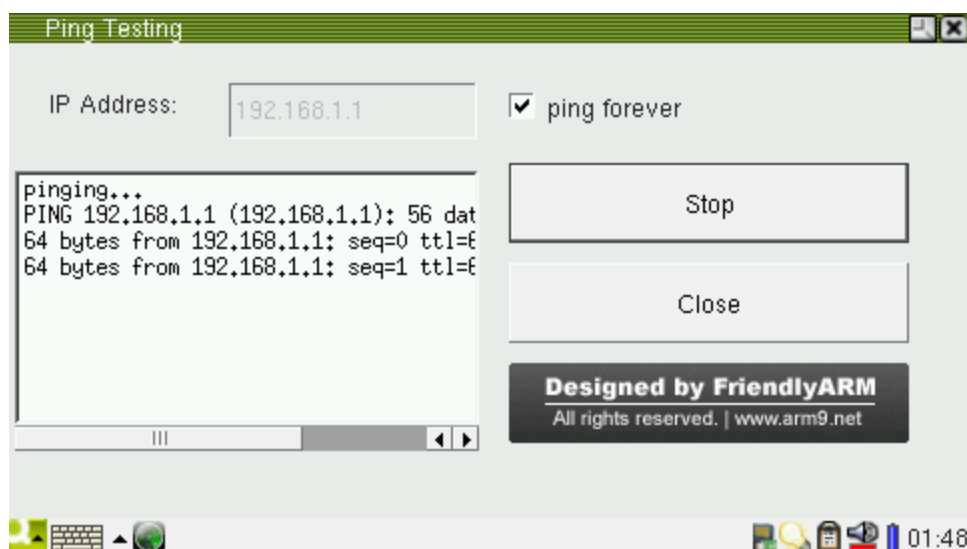 Ping Testing
IP Address:
192.168.1.1
ping forever
pinging...
PING 192.168.1.1 (192.168.1.1): 56 dat
64 bytes from 192.168.1.1: seq=0 ttl=6
64 bytes from 192.168.1.1: seq=1 ttl=6
Stop
Close
Designed by FriendlyARM
All rights reserved. | www.arm9.net
01:48